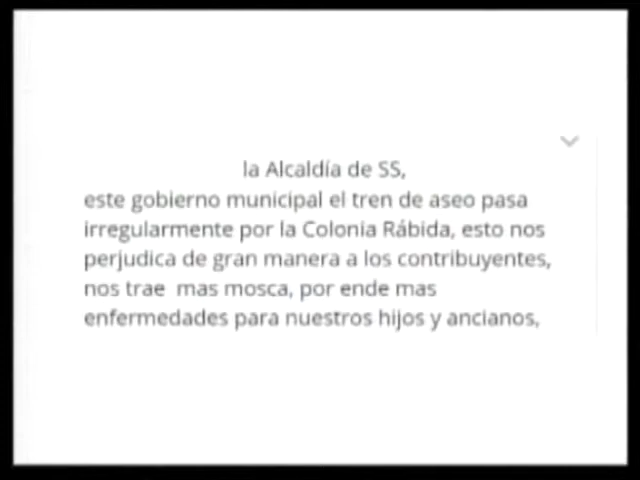 la Alcaldía de SS,
este gobierno municipal el tren de aseo pasa
irregularmente por la Colonia Rábida, esto nos
perjudica de gran manera a los contribuyentes,
nos trae  mas mosca, por ende mas
enfermedades para nuestros hijos y ancianos,